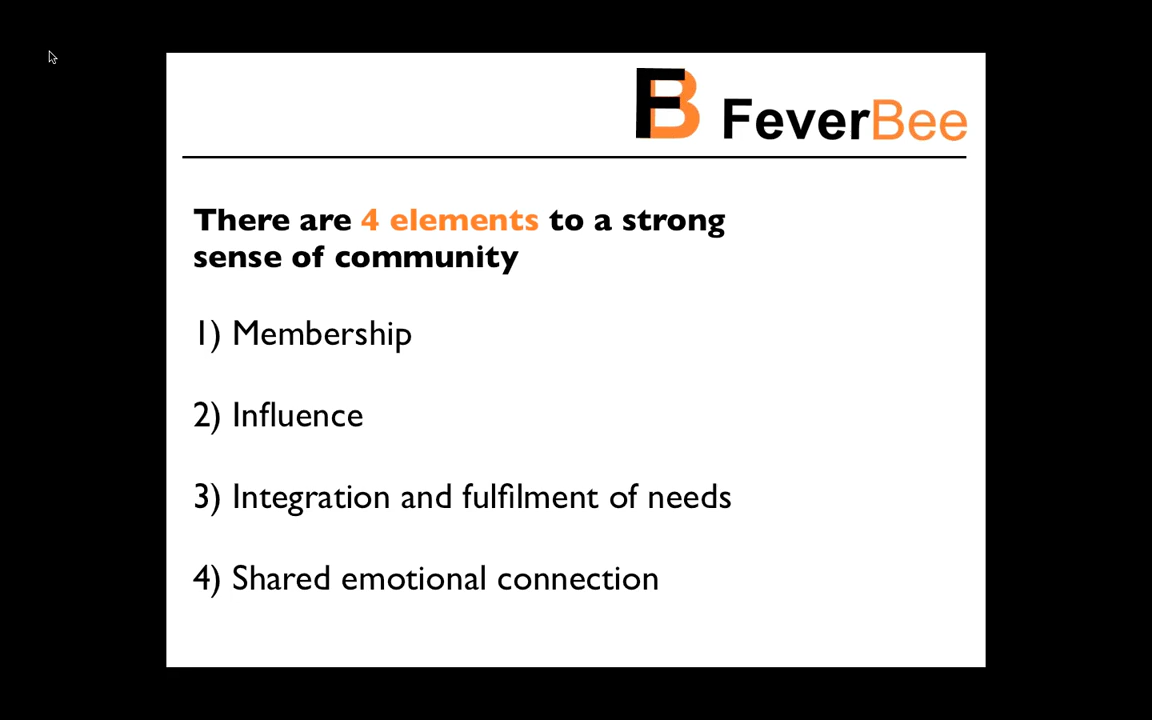 FB FeverBee
There are 4 elements to a strong
sense of community
1) Membership
2) Influence
3) Integration and fulfilment of needs
4) Shared emotional connection